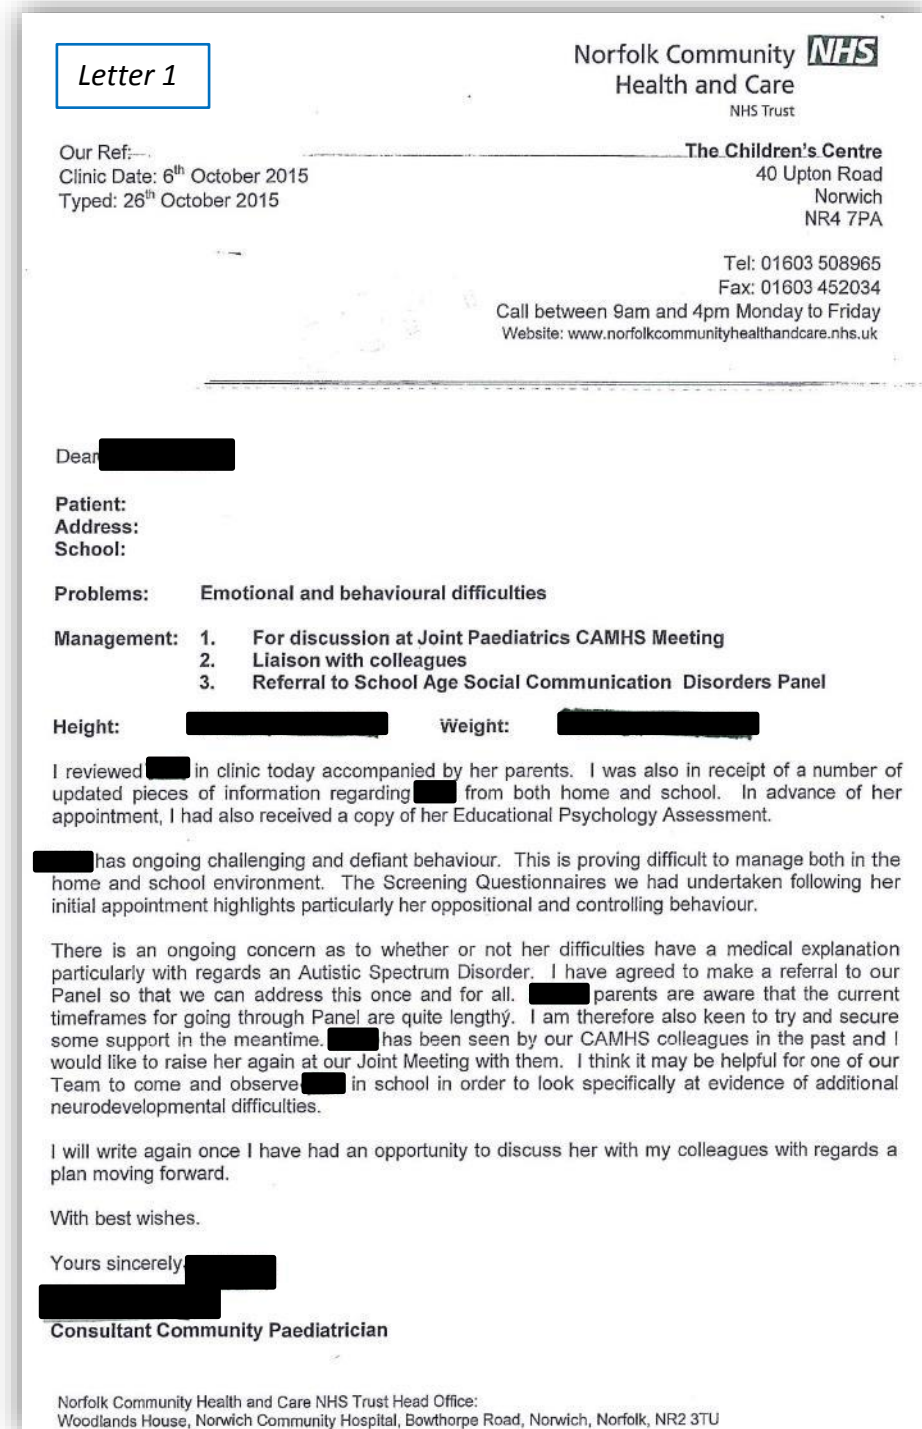 Letter 1
Norfolk Community NHS
Health and Care
NHS Trust
Our Ref:
Clinic Date: 6th October 2015
Typed: 26th October 2015
The Children's Centre
40 Upton Road
Norwich
NR4 7PA
Tel: 01603 508965
Fax: 01603 452034
Call between 9am and 4pm Monday to Friday
Website: www.norfolkcommunityhealthandcare.nhs.uk
Dear
Patient:
Address:
School:
Problems: Emotional and behavioural difficulties
Management: 1. For discussion at Joint Paediatrics CAMHS Meeting
2. Liaison with colleagues
3. Referral to School Age Social Communication Disorders Panel
Height: Weight:
I reviewed in clinic today accompanied by her parents. I was also in receipt of a number of
updated pieces of information regarding from both home and school. In advance of her
appointment, I had also received a copy of her Educational Psychology Assessment.
has ongoing challenging and defiant behaviour. This is proving difficult to manage both in the
home and school environment. The Screening Questionnaires we had undertaken following her
initial appointment highlights particularly her oppositional and controlling behaviour.
There is an ongoing concern as to whether or not her difficulties have a medical explanation
particularly with regards an Autistic Spectrum Disorder. I have agreed to make a referral to our
Panel so that we can address this once and for all. parents are aware that the current
timeframes for going through Panel are quite lengthy. I am therefore also keen to try and secure
some support in the meantime. has been seen by our CAMHS colleagues in the past and I
would like to raise her again at our Joint Meeting with them. I think it may be helpful for one of our
Team to come and observe in school in order to look specifically at evidence of additional
neurodevelopmental difficulties.
I will write again once I have had an opportunity to discuss her with my colleagues with regards a
plan moving forward.
With best wishes.
Yours sincerely
Consultant Community Paediatrician
Norfolk Community Health and Care NHS Trust Head Office:
Woodlands House, Norwich Community Hospital, Bowthorpe Road, Norwich, Norfolk, NR2 3TU